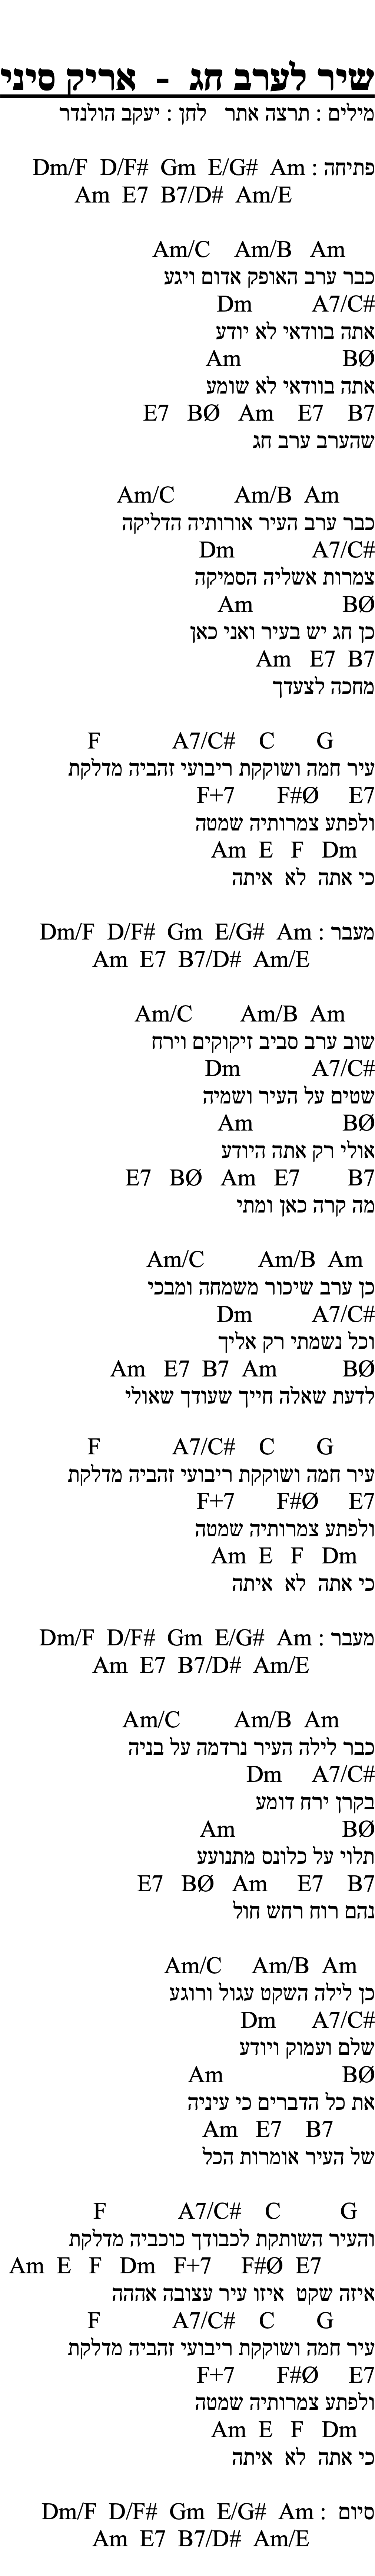 שיר לערב חג - אריק סיני
מילים : תרצה אתר לחן : יעקב הולנדר
פתיחה : Dm/F D/F# Gm E/G# Am
Am E7 B7/D# Am/E
Am/C Am/B Am
כבר ערב האופק אדום ויגע
Dm A7/C#
אתה בוודאי לא יודע
Am BØ
אתה בוודאי לא שומע
E7 BØ Am E7 B7
שהערב ערב חג
Am/C Am/B Am
כבר ערב העיר אורותיה הדליקה
Dm A7/C#
צמרות אשליה הסמיקה
Am BØ
כן חג יש בעיר ואני כאן
Am E7 B7
מחכה לצעדך
F A7/C# C G
עיר חמה ושוקקת ריבועי זהביה מדלקת
F+7 F#Ø E7
ולפתע צמרותיה שמטה
Am E F Dm
כי אתה לא איתה
מעבר : Dm/F D/F# Gm E/G# Am
Am E7 B7/D# Am/E
Am/C Am/B Am
שוב ערב סביב זיקוקים וירח
Dm A7/C#
שטים על העיר ושמיה
Am BØ
אולי רק אתה היודע
E7 BØ Am E7 B7
מה קרה כאן ומתי
Am/C Am/B Am
כן ערב שיכור משמחה ומבכי
Dm A7/C#
וכל נשמתי רק אליך
Am E7 B7 Am BØ
לדעת שאלה חייך שעודך שאולי
F A7/C# C G
עיר חמה ושוקקת ריבועי זהביה מדלקת
F+7 F#Ø E7
ולפתע צמרותיה שמטה
Am E F Dm
כי אתה לא איתה
מעבר : Dm/F D/F# Gm E/G# Am
Am E7 B7/D# Am/E
Am/C Am/B Am
כבר לילה העיר נרדמה על בניה
Dm A7/C#
בקרן ירח דומע
Am BØ
תלוי על כלונס מתנועע
E7 BØ Am E7 B7
נהם רוח רחש חול
Am/C Am/B Am
כן לילה השקט עגול ורוגע
Dm A7/C#
שלם ועמוק ויודע
Am BØ
את כל הדברים כי עיניה
Am E7 B7
של העיר אומרות הכל
F A7/C# C G
והעיר השותקת לכבודך כוכביה מדלקת
Am E F Dm F+7 F#Ø E7
איזה שקט איזו עיר עצובה אההה
F A7/C# C G
עיר חמה ושוקקת ריבועי זהביה מדלקת
F+7 F#Ø E7
ולפתע צמרותיה שמטה
Am E F Dm
כי אתה לא איתה
סיום : Dm/F D/F# Gm E/G# Am
Am E7 B7/D# Am/E